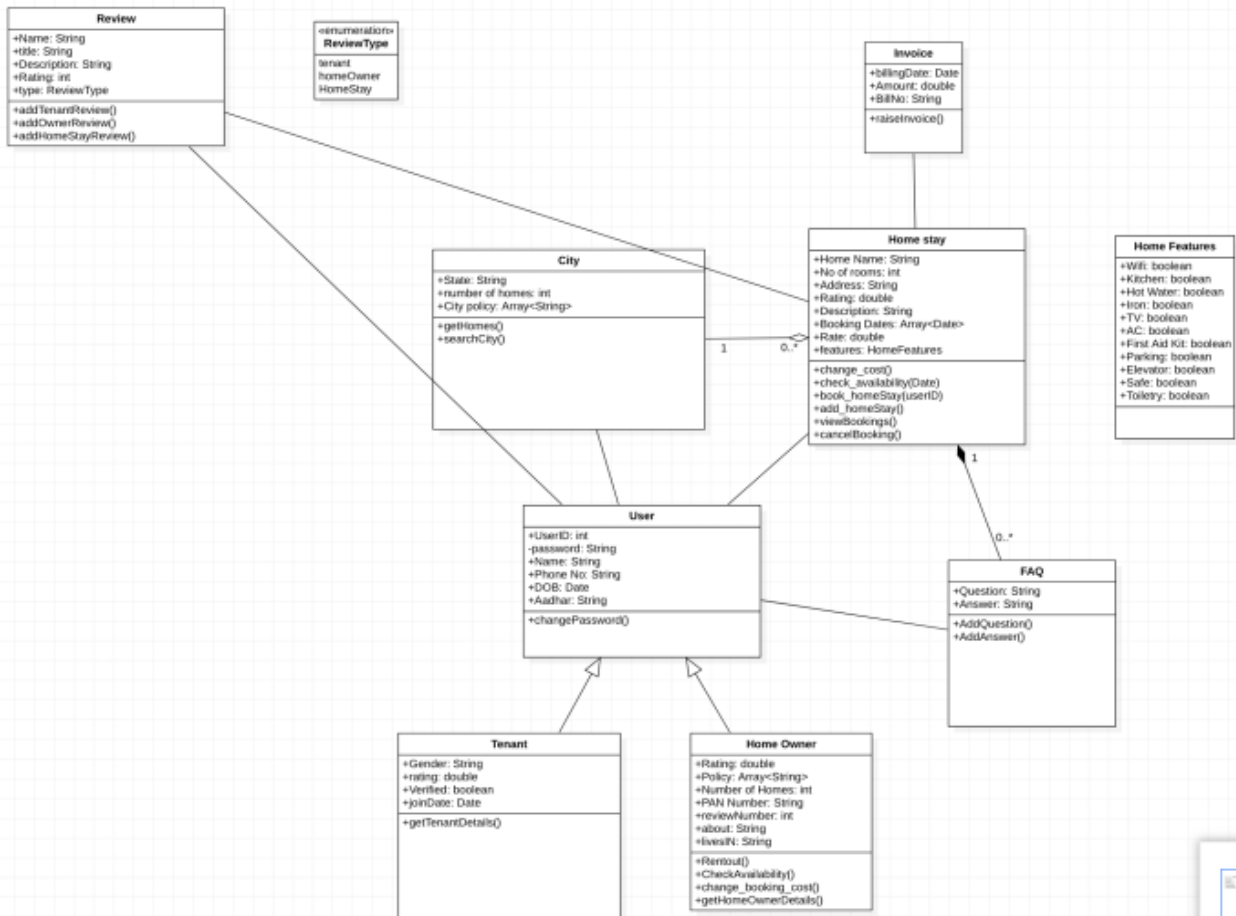 Review
+Name: String
+title: String
+Description: String
+Rating: int
+type: ReviewType
+addTenantReview()
+addOwnerReview()
+addHomeStayReview()
«enumeration»
ReviewType
tenant
homeOwner
HomeStay
Invoice
+billingDate: Date
+Amount: double
+BillNo: String
+raiseInvoice()
City
+State: String
+number of homes: int
+City policy: Array<String>
+getHomes()
+searchCity()
1
0..*
Home stay
+Home Name: String
+No of rooms: int
+Address: String
+Rating: double
+Description: String
+Booking Dates: Array<Date>
+Rate: double
+features: HomeFeatures
+change_cost()
+check_availability(Date)
+book_homeStay(userID)
+add_homeStay()
+viewBookings()
+cancelBooking()
Home Features
+Wifi: boolean
+Kitchen: boolean
+Hot Water: boolean
+Iron: boolean
+TV: boolean
+AC: boolean
+First Aid Kit: boolean
+Parking: boolean
+Elevator: boolean
+Safe: boolean
+Toiletry: boolean
1
0..*
User
+UserID: int
-password: String
+Name: String
+Phone No: String
+DOB: Date
+Aadhar: String
+changePassword()
FAQ
+Question: String
+Answer: String
+AddQuestion()
+AddAnswer()
Tenant
+Gender: String
+rating: double
+Verified: boolean
+joinDate: Date
+getTenantDetails()
Home Owner
+Rating: double
+Policy: Array<String>
+Number of Homes: int
+PAN Number: String
+reviewNumber: int
+about: String
+livesIN: String
+Rentout()
+CheckAvailability()
+change_booking_cost()
+getHomeOwnerDetails()